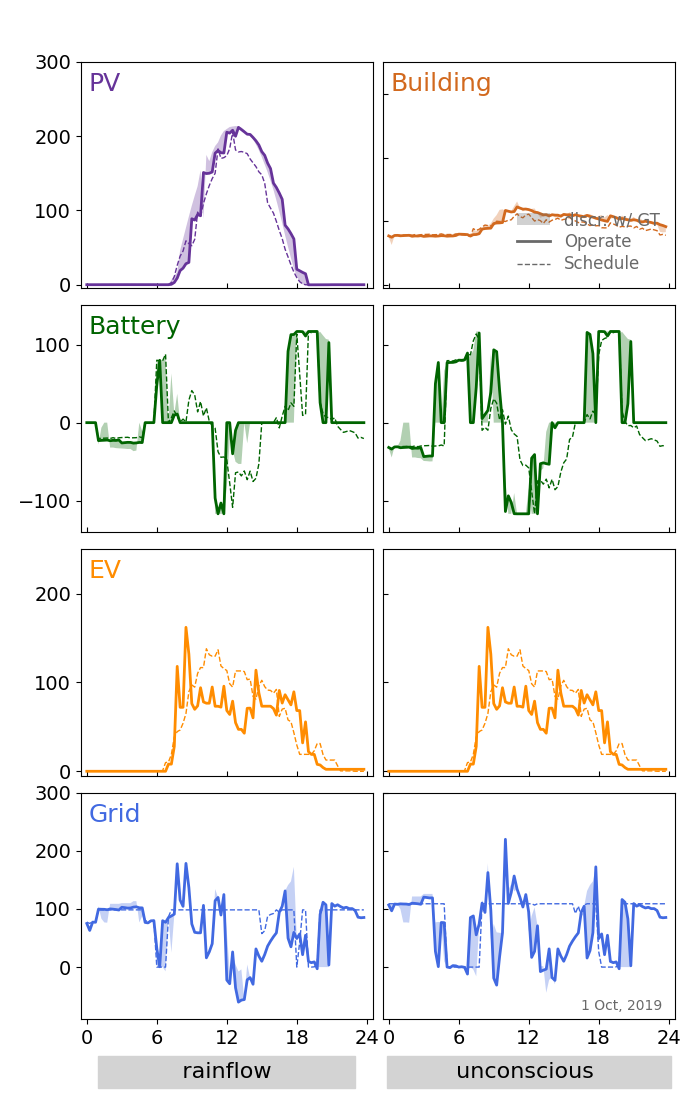 300
PV
Building
200
discr. w/ GT
100
Operate
Schedule
0
Battery
100
0
−100
EV
200
100
0
300
Grid
200
100
0
1 Oct, 2019
0 6 12 18 24 0 6 12 18 24
rainflow unconscious